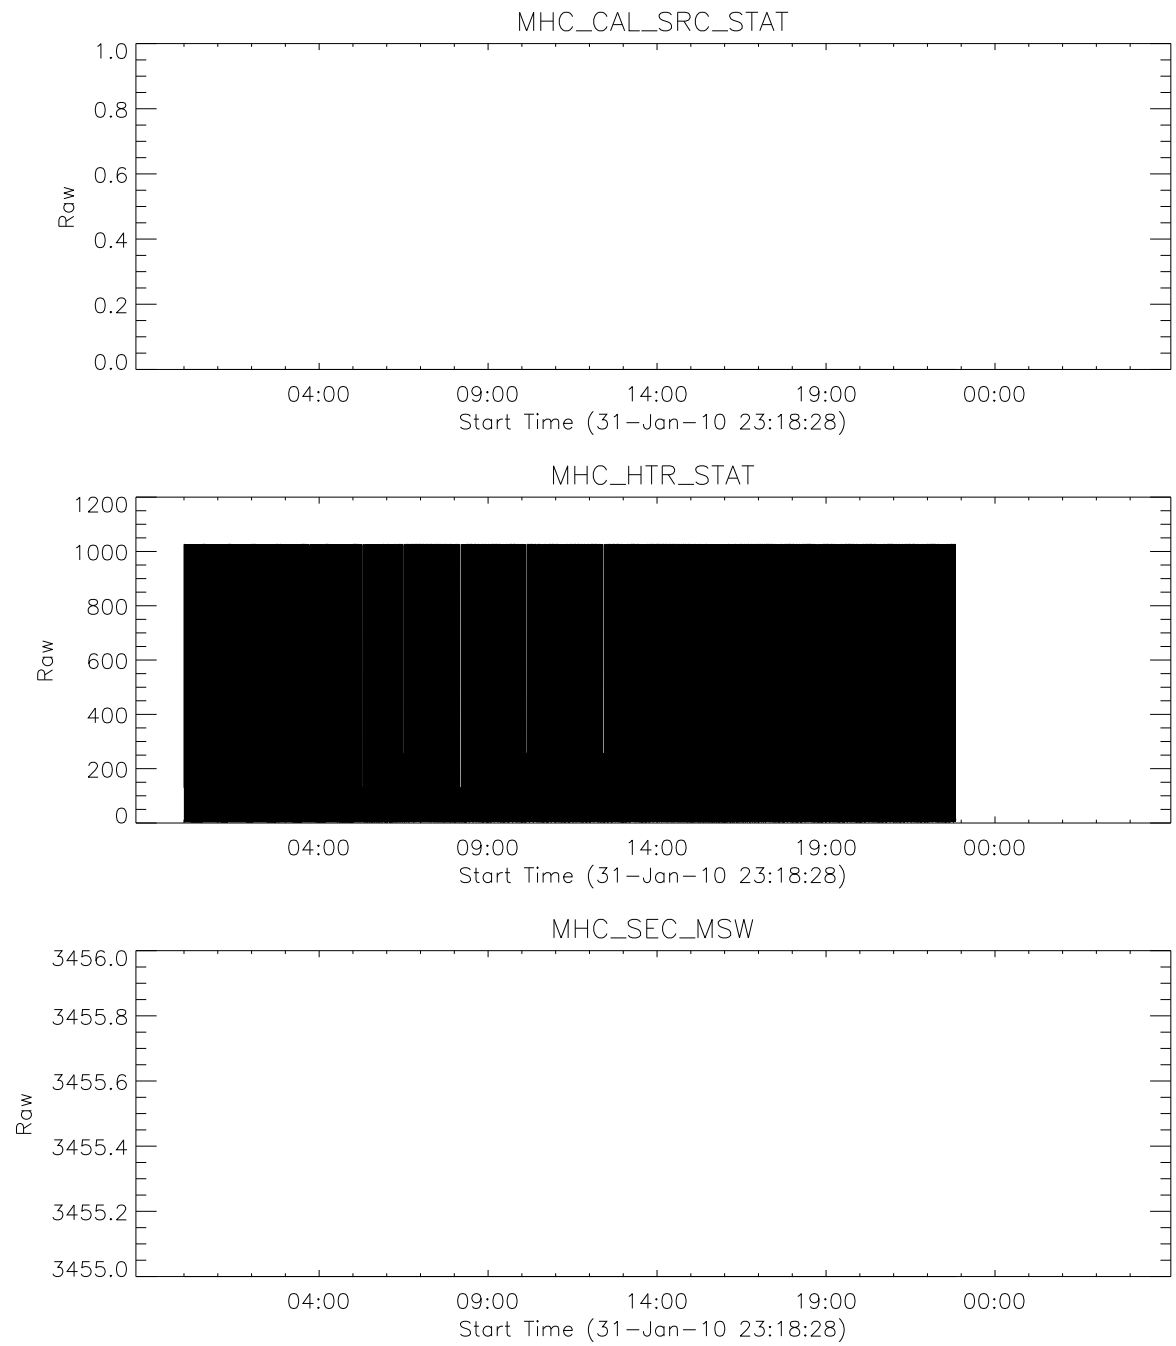 MHC_CAL_SRC_STAT
1.0
0.8
0.6
0.4
0.2
0.0
Raw
04:00 09:00 14:00 19:00 00:00
Start Time (31-Jan-10 23:18:28)
MHC_HTR_STAT
1200
1000
800
600
400
200
0
Raw
04:00 09:00 14:00 19:00 00:00
Start Time (31-Jan-10 23:18:28)
MHC_SEC_MSW
3456.0
3455.8
3455.6
3455.4
3455.2
3455.0
Raw
04:00 09:00 14:00 19:00 00:00
Start Time (31-Jan-10 23:18:28)